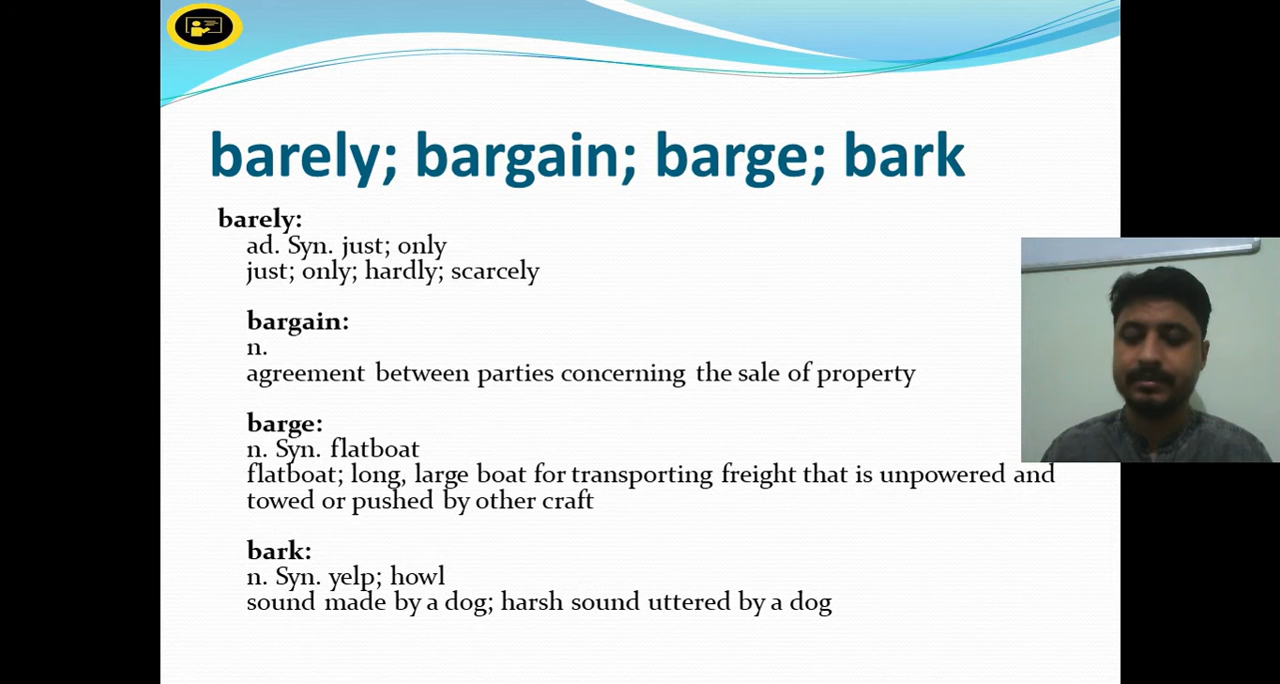 barely; bargain; barge; bark
barely:
ad. Syn. just; only
just; only; hardly; scarcely
bargain:
n.
agreement between parties concerning the sale of property
barge:
n. Syn. flatboat
flatboat; long, large boat for transporting freight that is unpowered and
towed or pushed by other craft
bark:
n. Syn. yelp; howl
sound made by a dog; harsh sound uttered by a dog